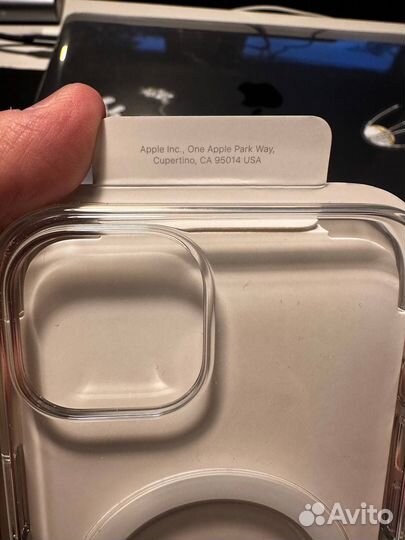 Apple Inc., One Apple Park Way,
Cupertino, CA 95014 USA
Avito